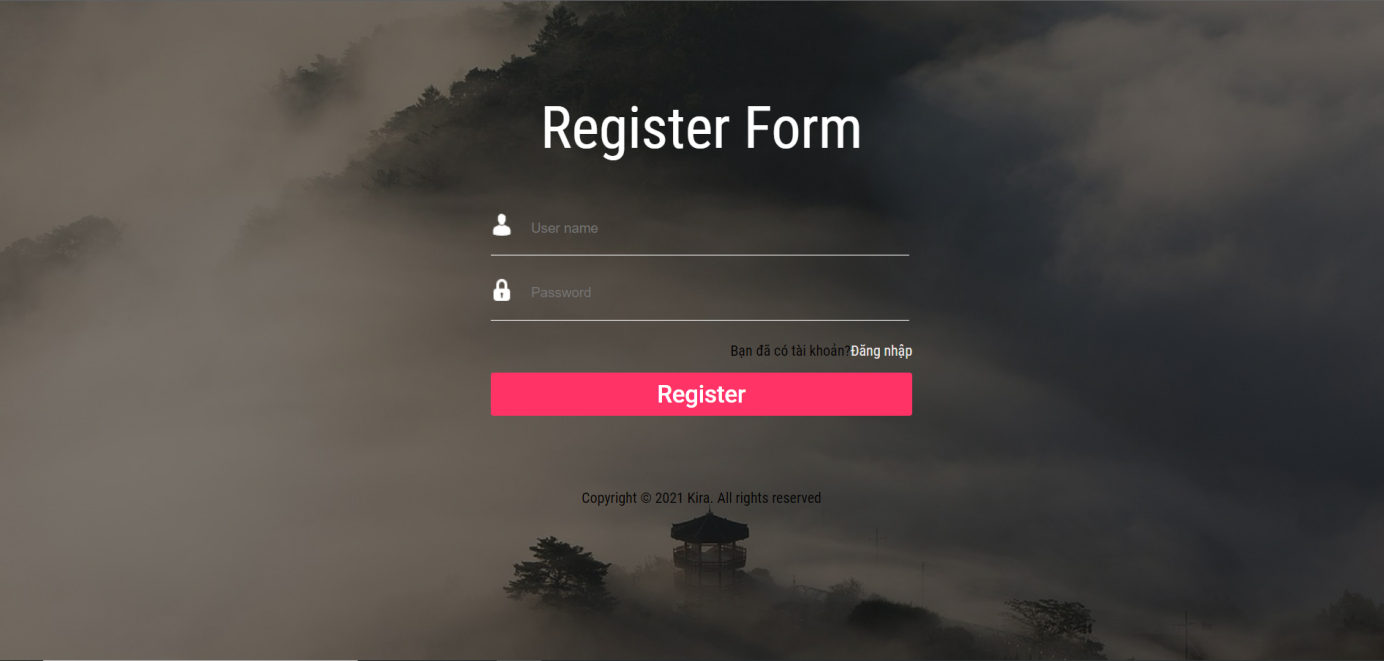 Register Form
User name
Password
Bạn đã có tài khoản?Đăng nhập
Register
Copyright © 2021 Kira. All rights reserved